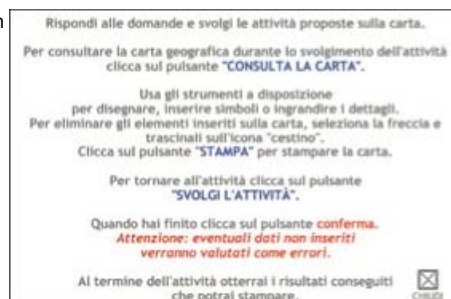 n
Rispondi alle domande e svolgi le attività proposte sulla carta.
Per consultare la carta geografica durante lo svolgimento dell'attività
clicca sul pulsante "CONSULTA LA CARTA".
Usa gli strumenti a disposizione
per disegnare, inserire simboli o ingrandire i dettagli.
Per eliminare gli elementi inseriti sulla carta, seleziona la freccia e
trascinali sull'icona "cestino".
Clicca sul pulsante "STAMPA" per stampare la carta.
Per tornare all'attività clicca sul pulsante
"SVOLGI L'ATTIVITÀ".
Quando hai finito clicca sul pulsante conferma.
Attenzione: eventuali dati non inseriti
verranno valutati come errori.
Al termine dell'attività otterrai i risultati conseguiti
che potrai stampare.
CHIUDI